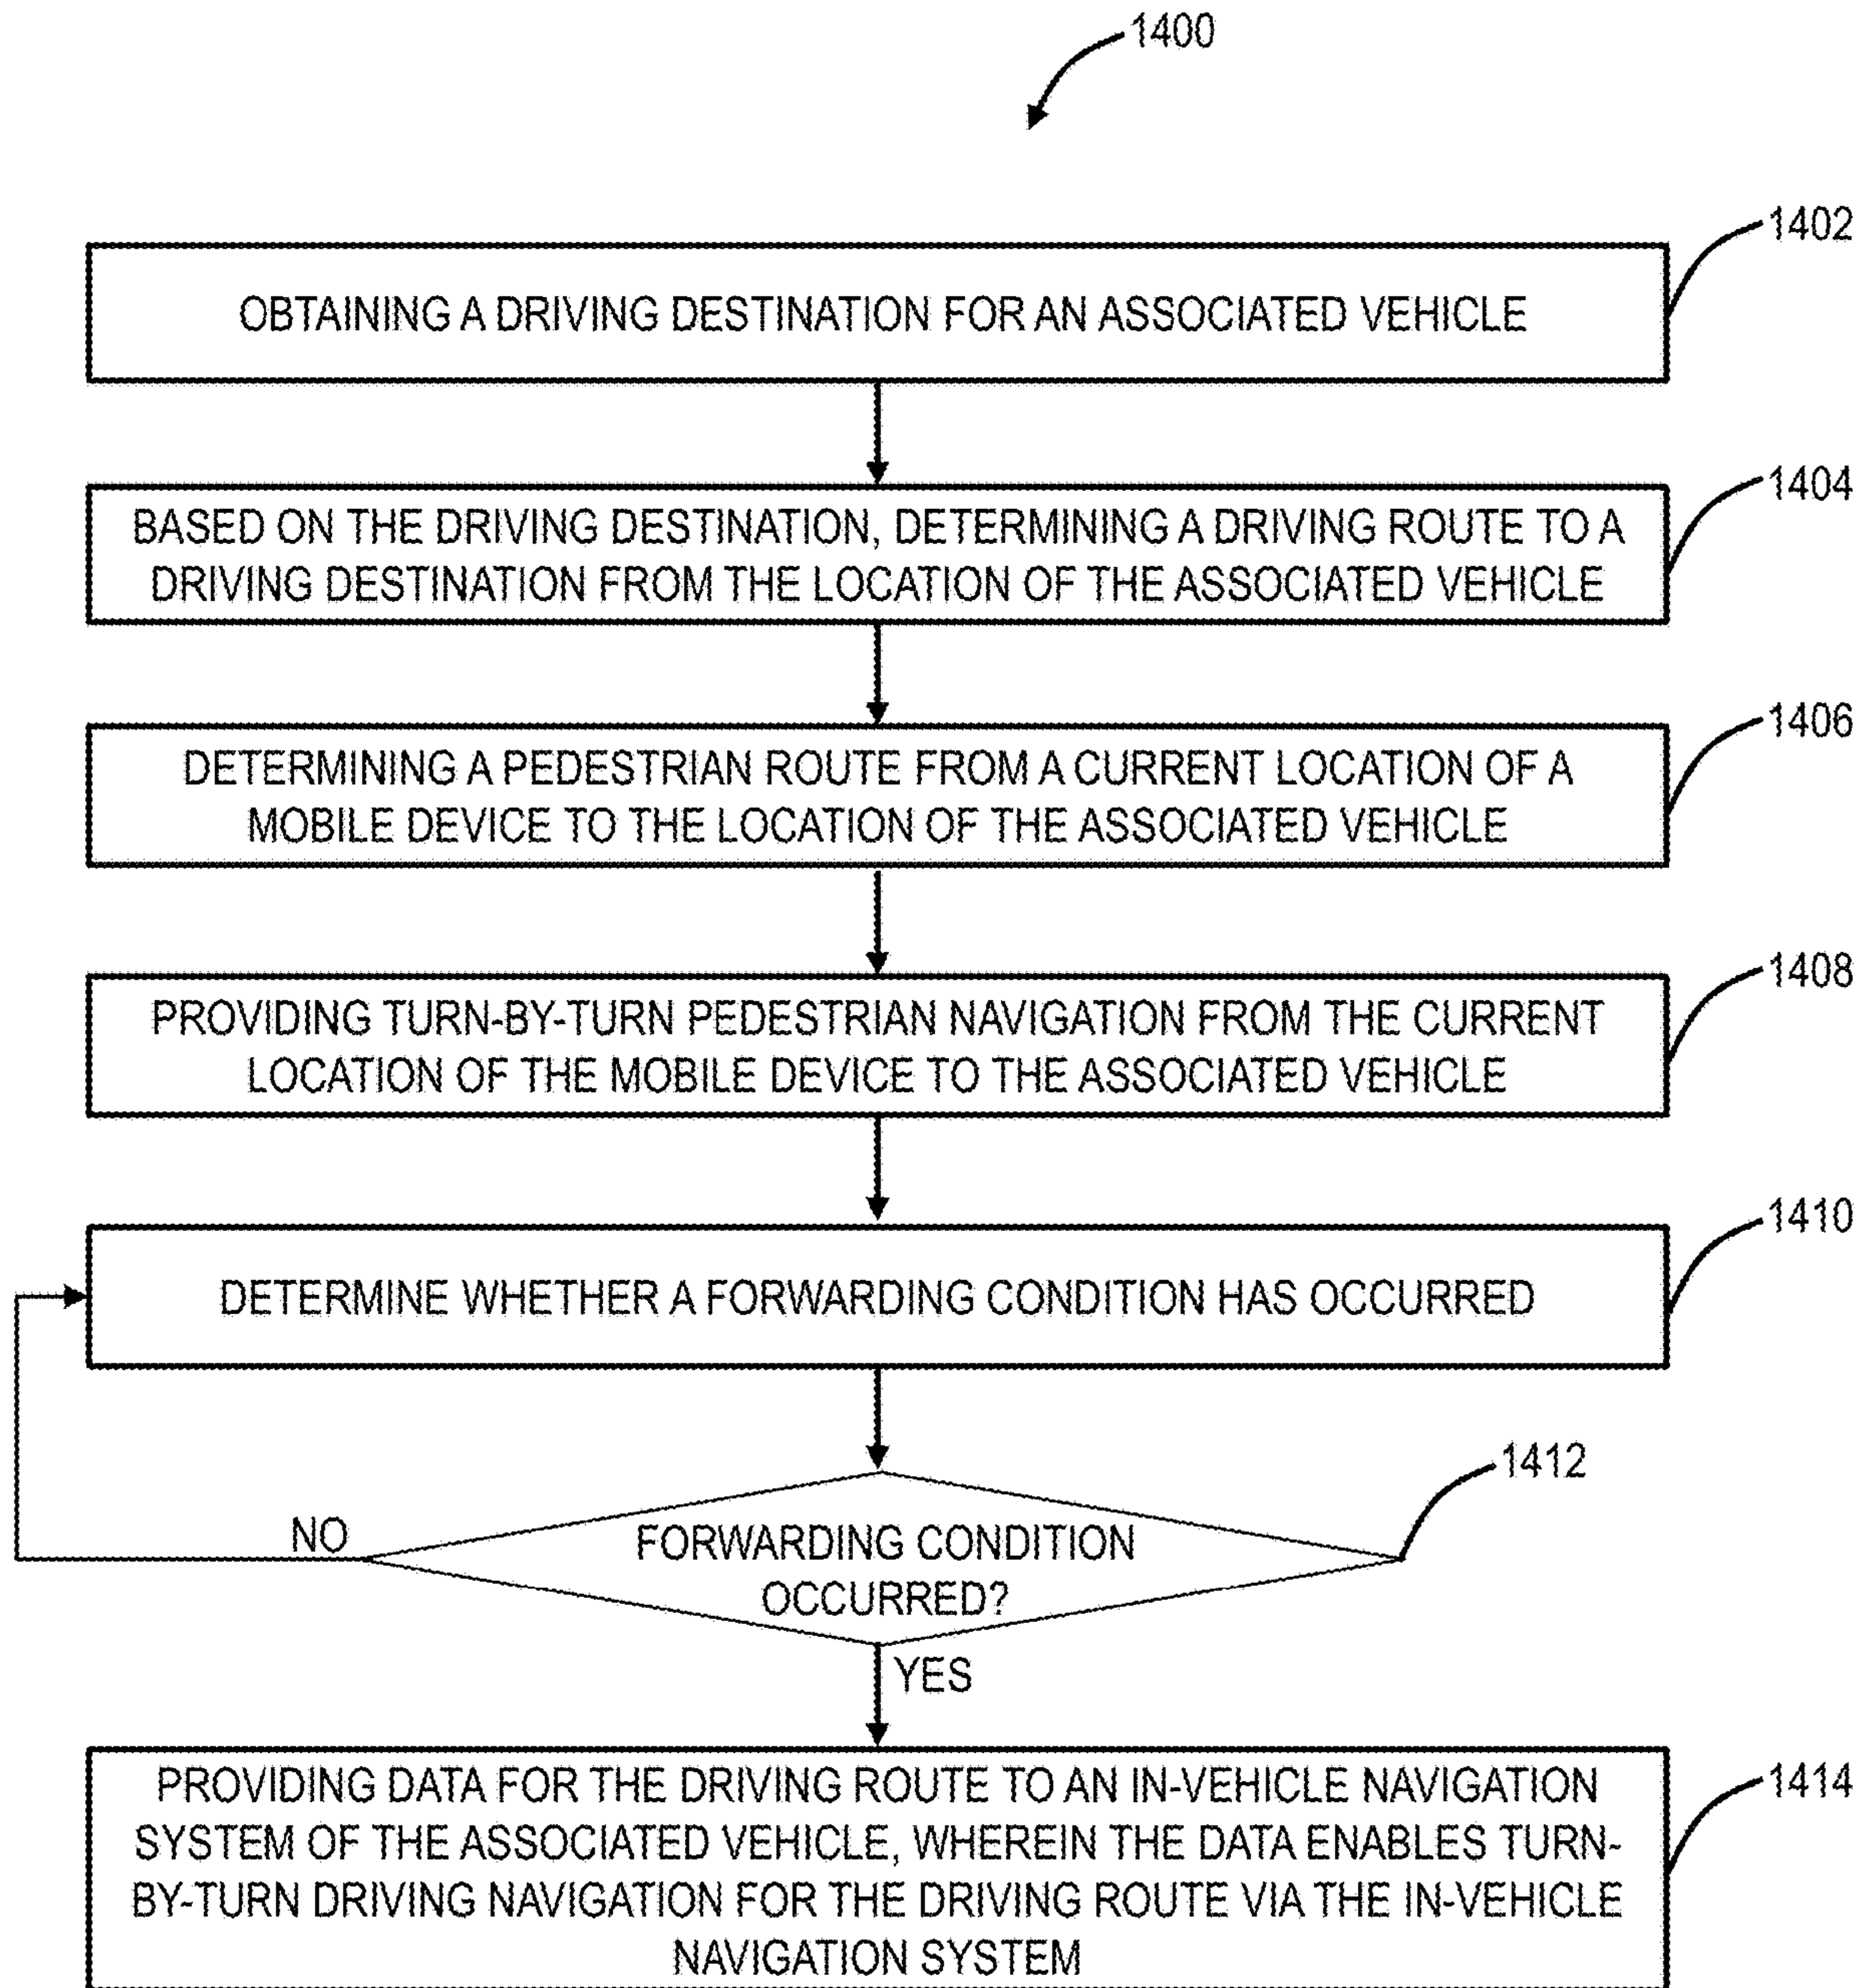 1400
1402
OBTAINING A DRIVING DESTINATION FOR AN ASSOCIATED VEHICLE
1404
BASED ON THE DRIVING DESTINATION, DETERMINING A DRIVING ROUTE TO A
DRIVING DESTINATION FROM THE LOCATION OF THE ASSOCIATED VEHICLE
1406
DETERMINING A PEDESTRIAN ROUTE FROM A CURRENT LOCATION OF A
MOBILE DEVICE TO THE LOCATION OF THE ASSOCIATED VEHICLE
1408
PROVIDING TURN-BY-TURN PEDESTRIAN NAVIGATION FROM THE CURRENT
LOCATION OF THE MOBILE DEVICE TO THE ASSOCIATED VEHICLE
1410
DETERMINE WHETHER A FORWARDING CONDITION HAS OCCURRED
1412
NO
FORWARDING CONDITION
OCCURRED?
YES
1414
PROVIDING DATA FOR THE DRIVING ROUTE TO AN IN-VEHICLE NAVIGATION
SYSTEM OF THE ASSOCIATED VEHICLE, WHEREIN THE DATA ENABLES TURN-
BY-TURN DRIVING NAVIGATION FOR THE DRIVING ROUTE VIA THE IN-VEHICLE
NAVIGATION SYSTEM